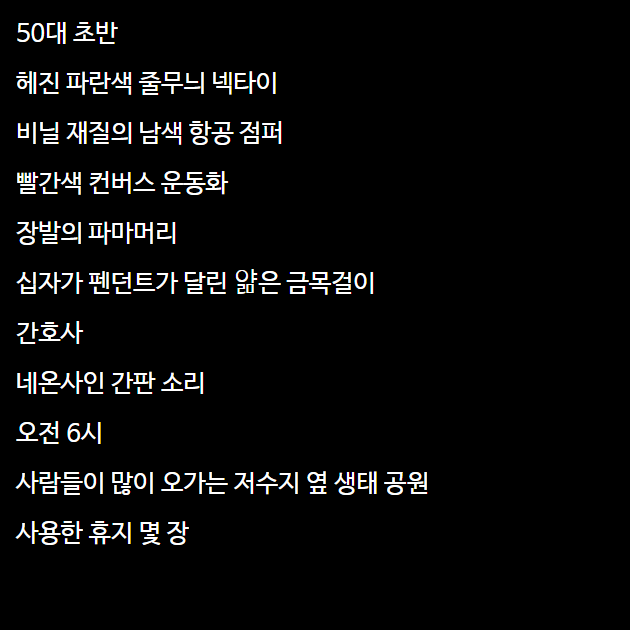 50대 초반
헤진 파란색 줄무늬 넥타이
비닐 재질의 남색 항공 점퍼
빨간색 컨버스 운동화
장발의 파마머리
십자가 펜던트가 달린 얇은 금목걸이
간호사
네온사인 간판 소리
오전 6시
사람들이 많이 오가는 저수지 옆 생태 공원
사용한 휴지 몇 장